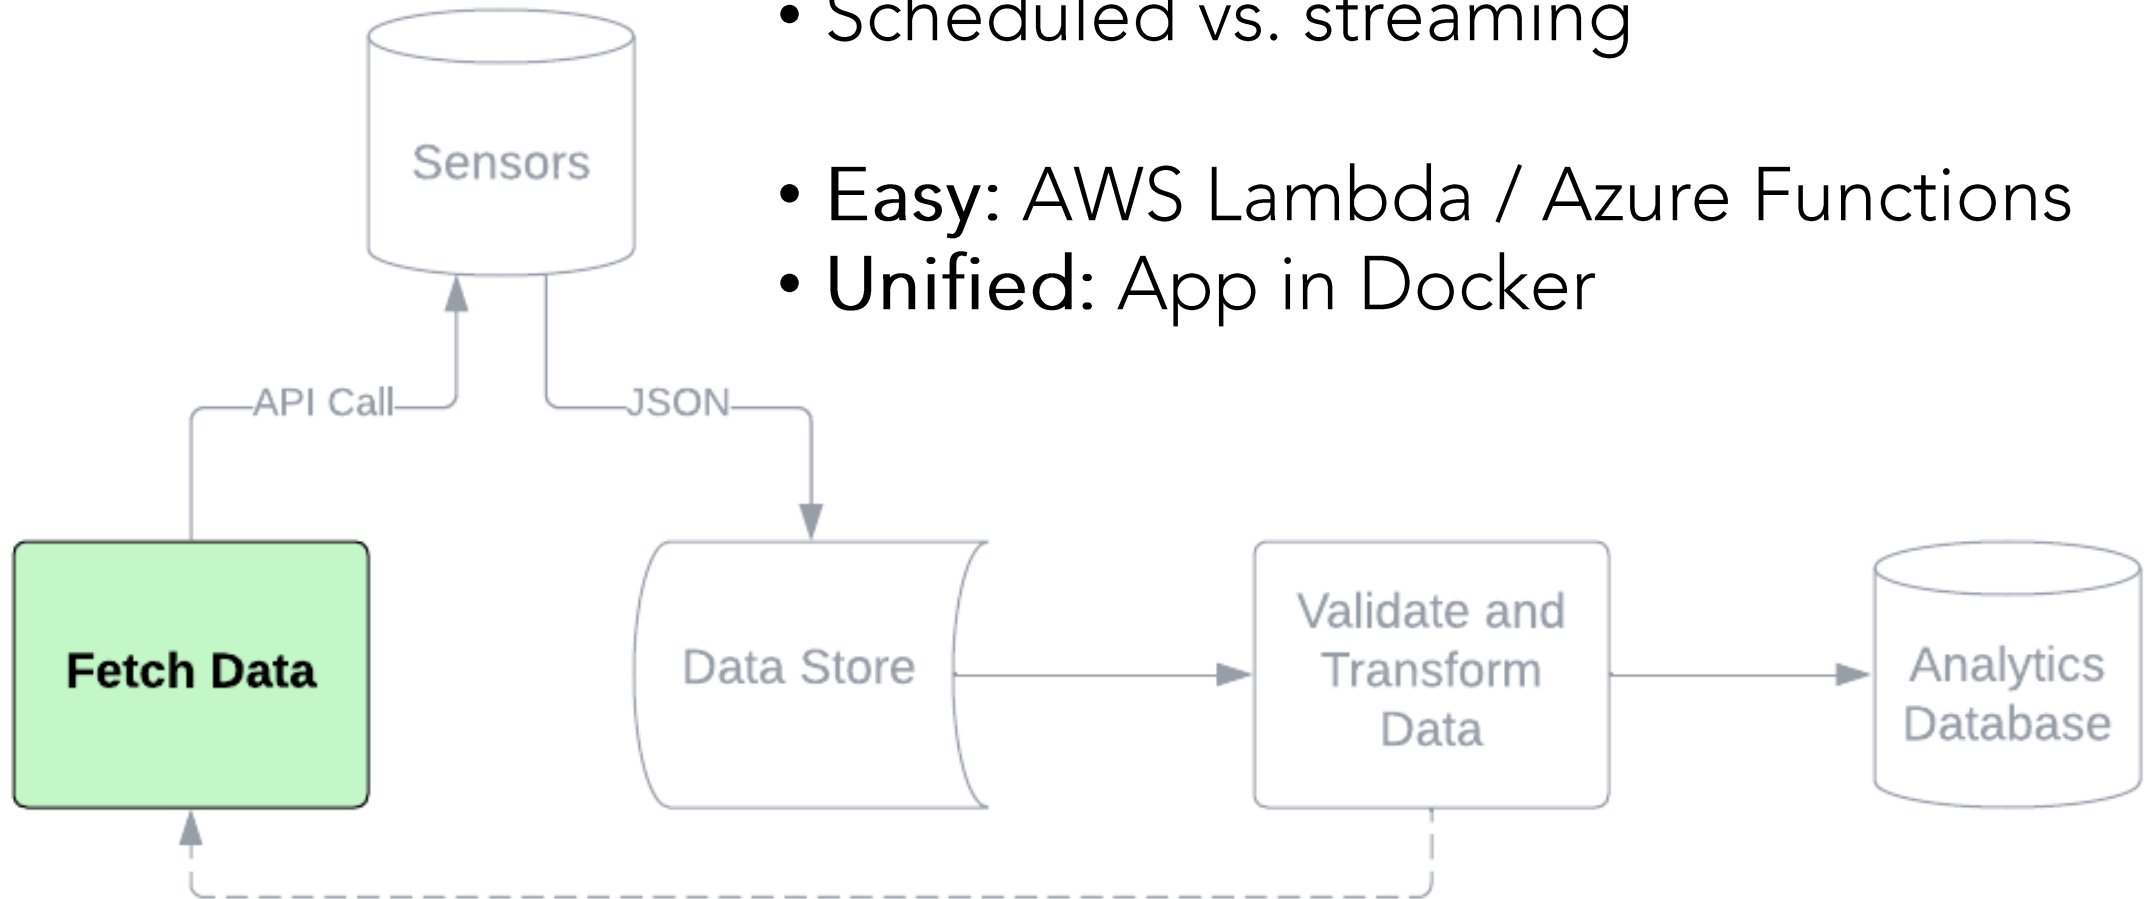 • Scheduled vs. streaming
• Easy: AWS Lambda / Azure Functions
• Unified: App in Docker
Sensors
API Call
JSON
Fetch Data
Data Store
Validate and
Transform
Data
Analytics
Database